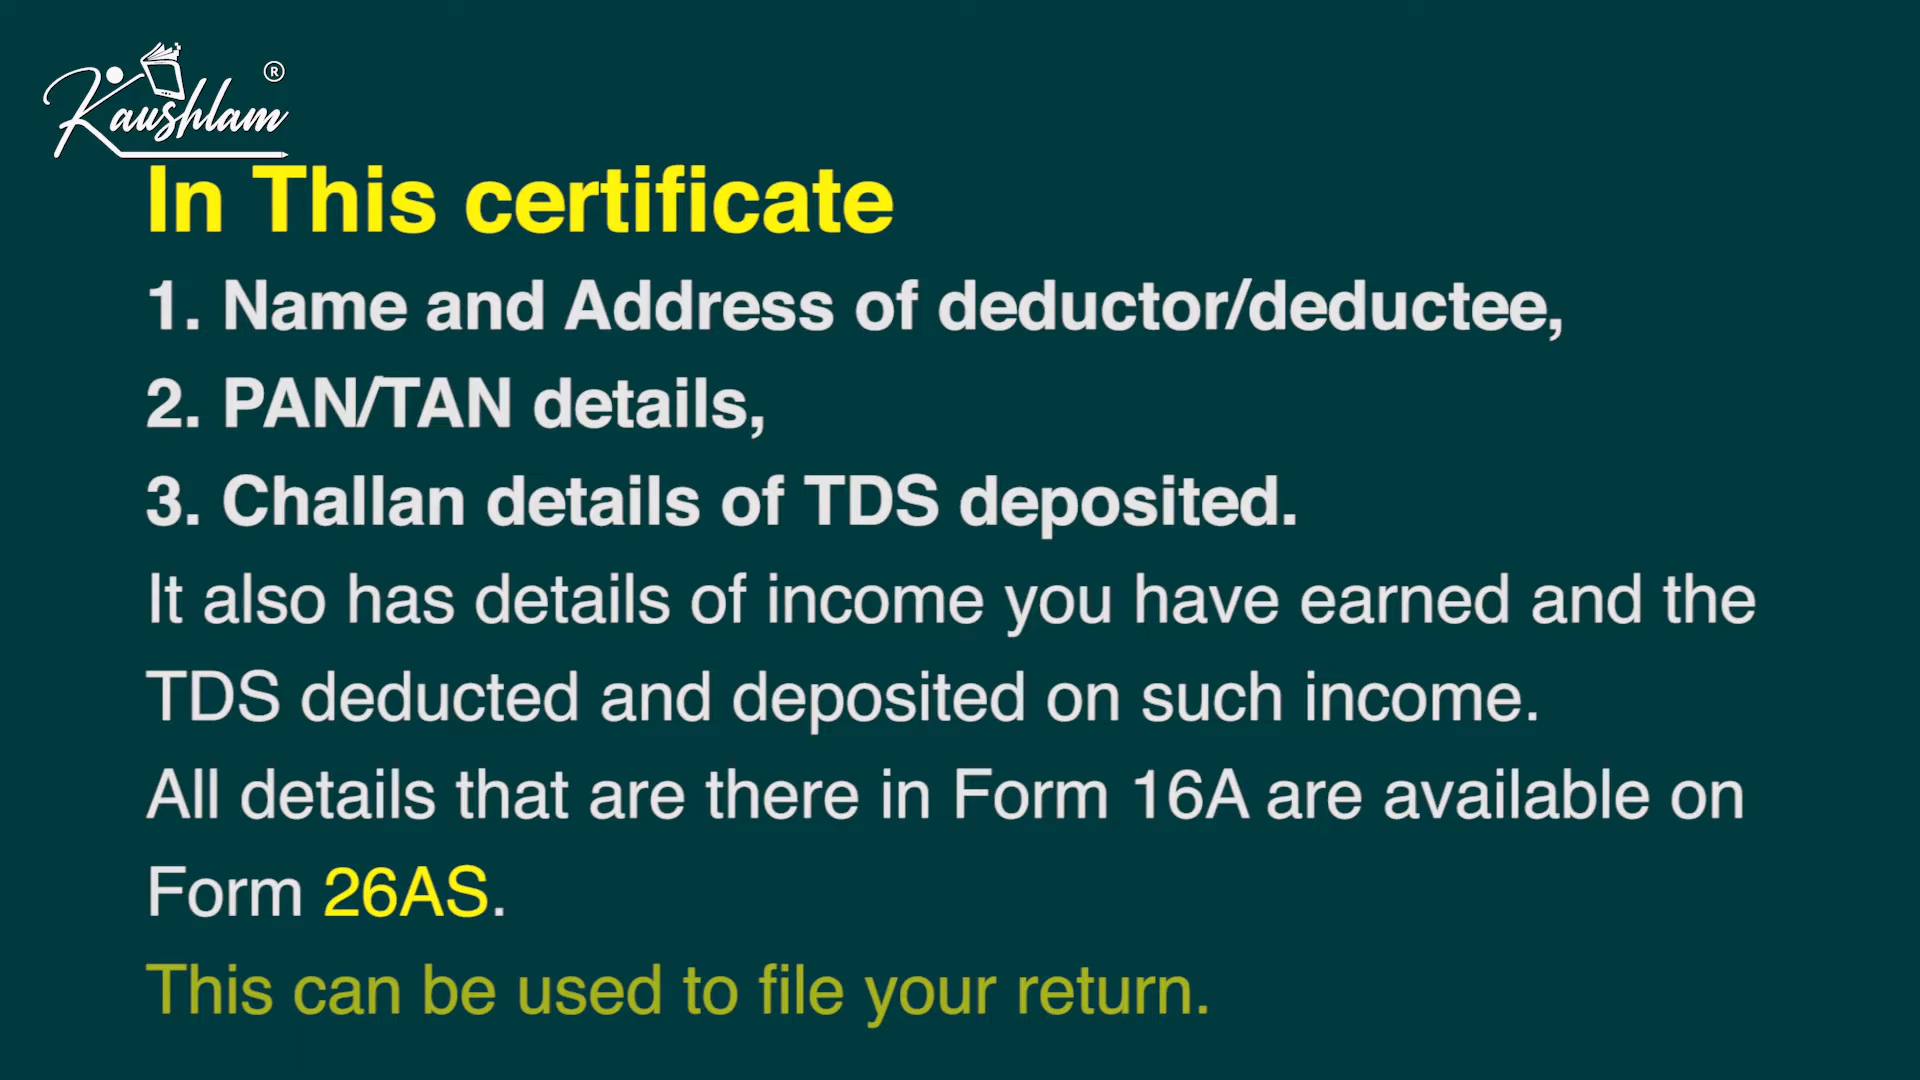 Kaushlam ®
In This certificate
1. Name and Address of deductor/deductee,
2. PAN/TAN details,
3. Challan details of TDS deposited.
It also has details of income you have earned and the
TDS deducted and deposited on such income.
All details that are there in Form 16A are available on
Form 26AS.
This can be used to file your return.